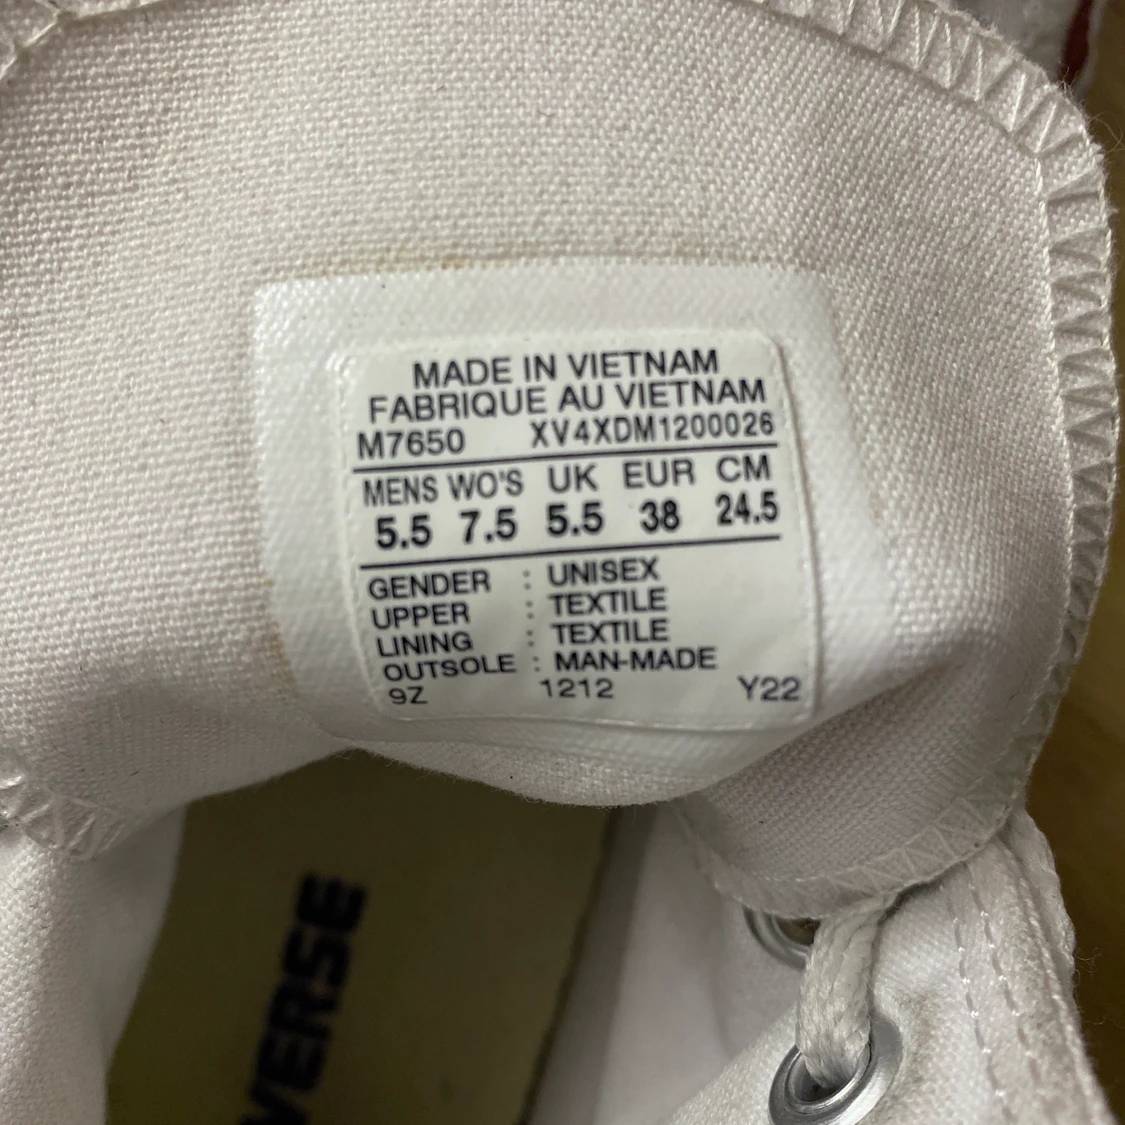 MADE IN VIETNAM
FABRIQUE AU VIETNAM
M7650 XV4XDM1200026
MENS WO'S UK EUR CM
5.5 7.5 5.5 38 24.5
GENDER : UNISEX
UPPER : TEXTILE
LINING : TEXTILE
OUTSOLE : MAN-MADE
9Z 1212 Y22
VERSE